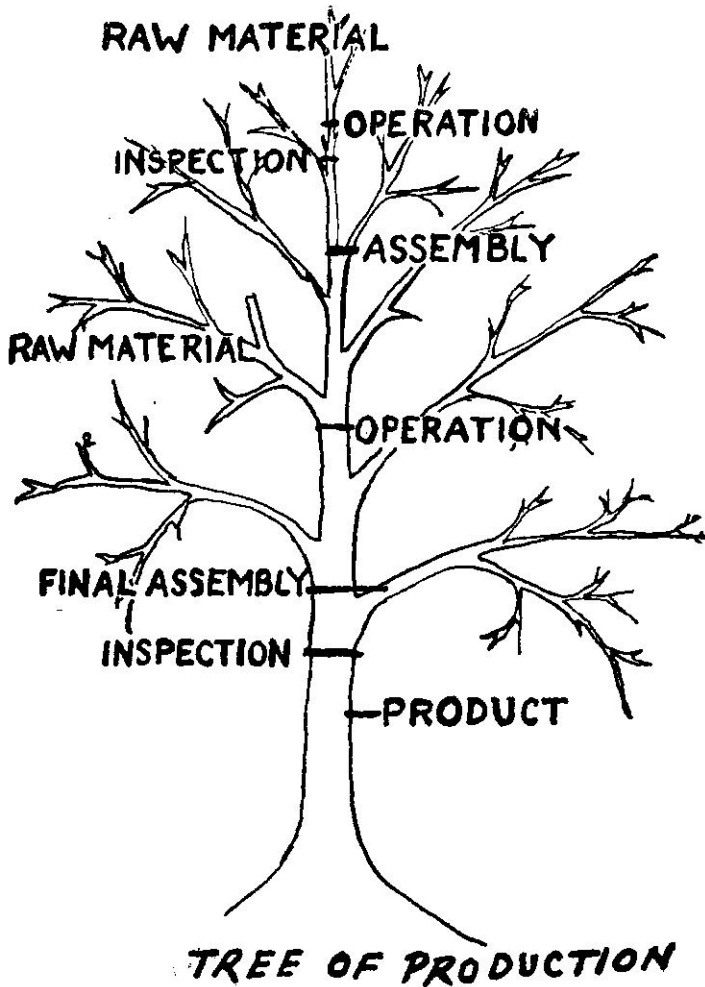 RAW MATERIAL
OPERATION
INSPECTION
ASSEMBLY
RAW MATERIAL
OPERATION
FINAL ASSEMBLY
INSPECTION
PRODUCT
TREE OF PRODUCTION